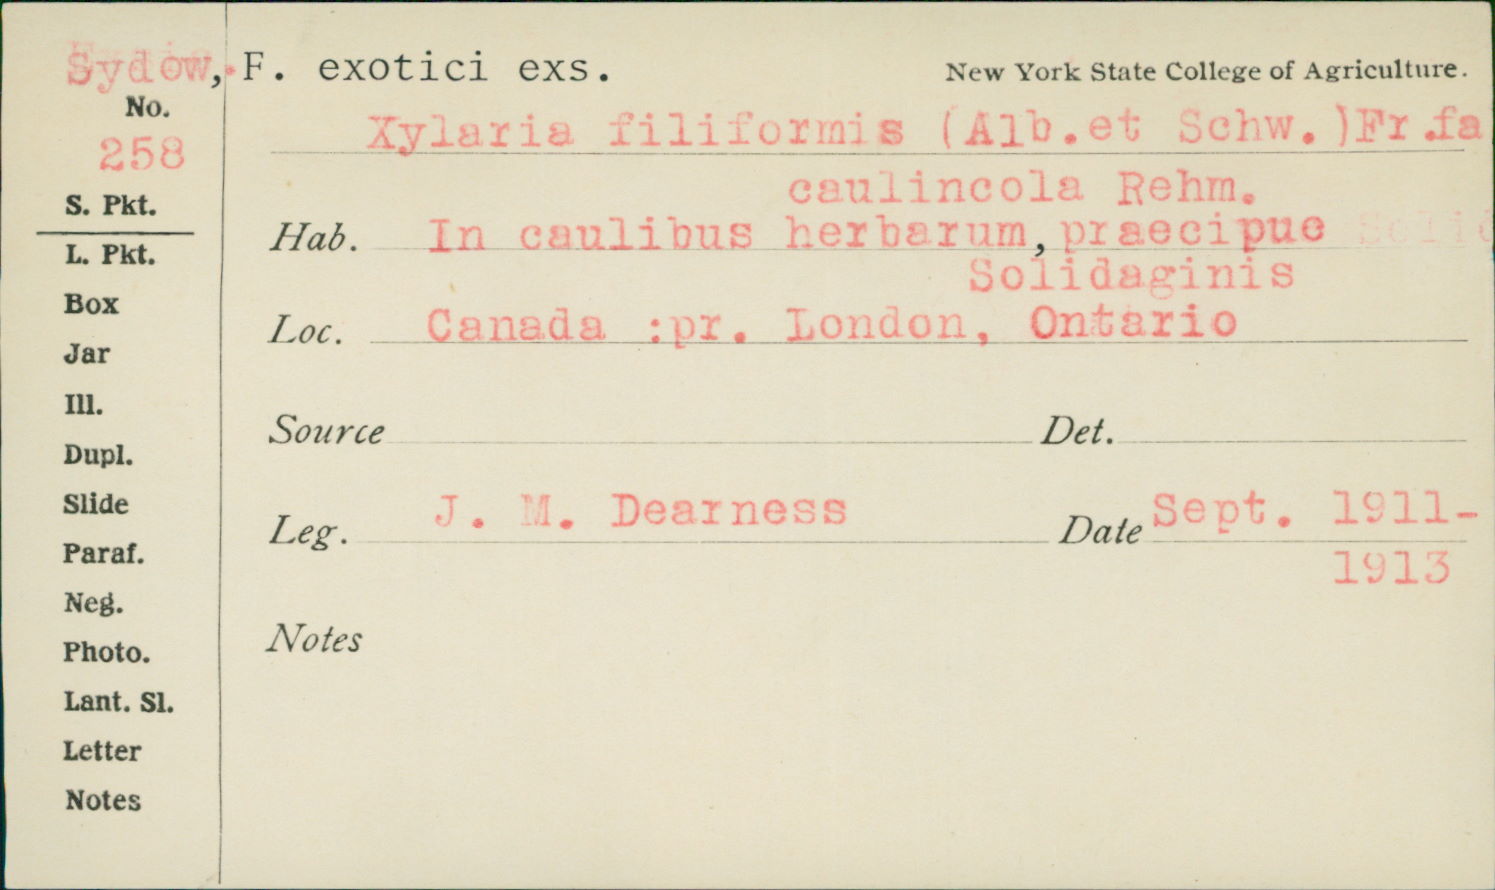 Sydow, F. exotici exs.
New York State College of Agriculture.
No.
258
Xylaria filiformis (Alb.et Schw.)Fr.fa
caulincola Rehm.
S. Pkt.
Hab. In caulibus herbarum,praecipue Solid
Solidaginis
L. Pkt.
Box
Loc. Canada :pr. London, Ontario
Jar
Ill.
Source
Det.
Dupl.
Slide
Leg. J. M. Dearness
Date Sept. 1911-
1913
Paraf.
Neg.
Notes
Photo.
Lant. Sl.
Letter
Notes